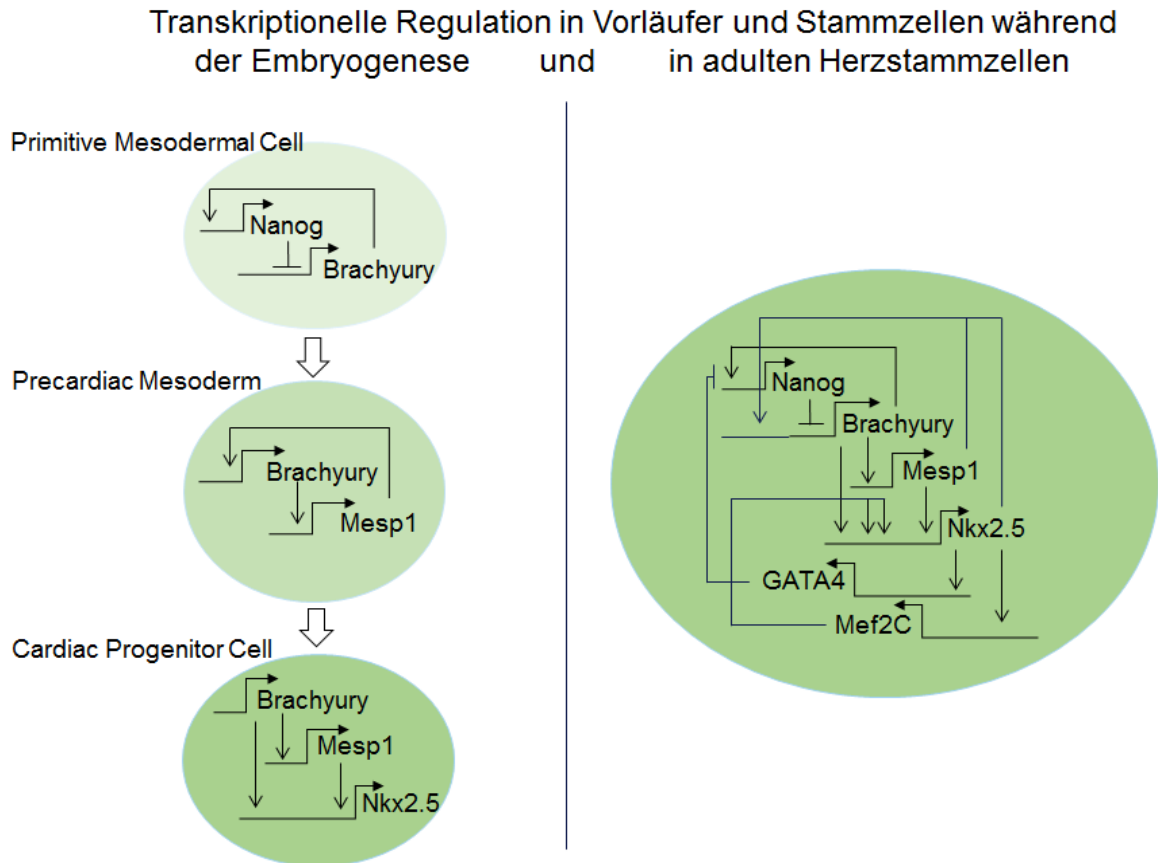 Transkriptionelle Regulation in Vorläufer und Stammzellen während
der Embryogenese und in adulten Herzstammzellen
Primitive Mesodermal Cell
Nanog
Brachyury
Precardiac Mesoderm
Brachyury
Mesp1
Cardiac Progenitor Cell
Brachyury
Mesp1
Nkx2.5
Nanog
Brachyury
Mesp1
Nkx2.5
GATA4
Mef2C